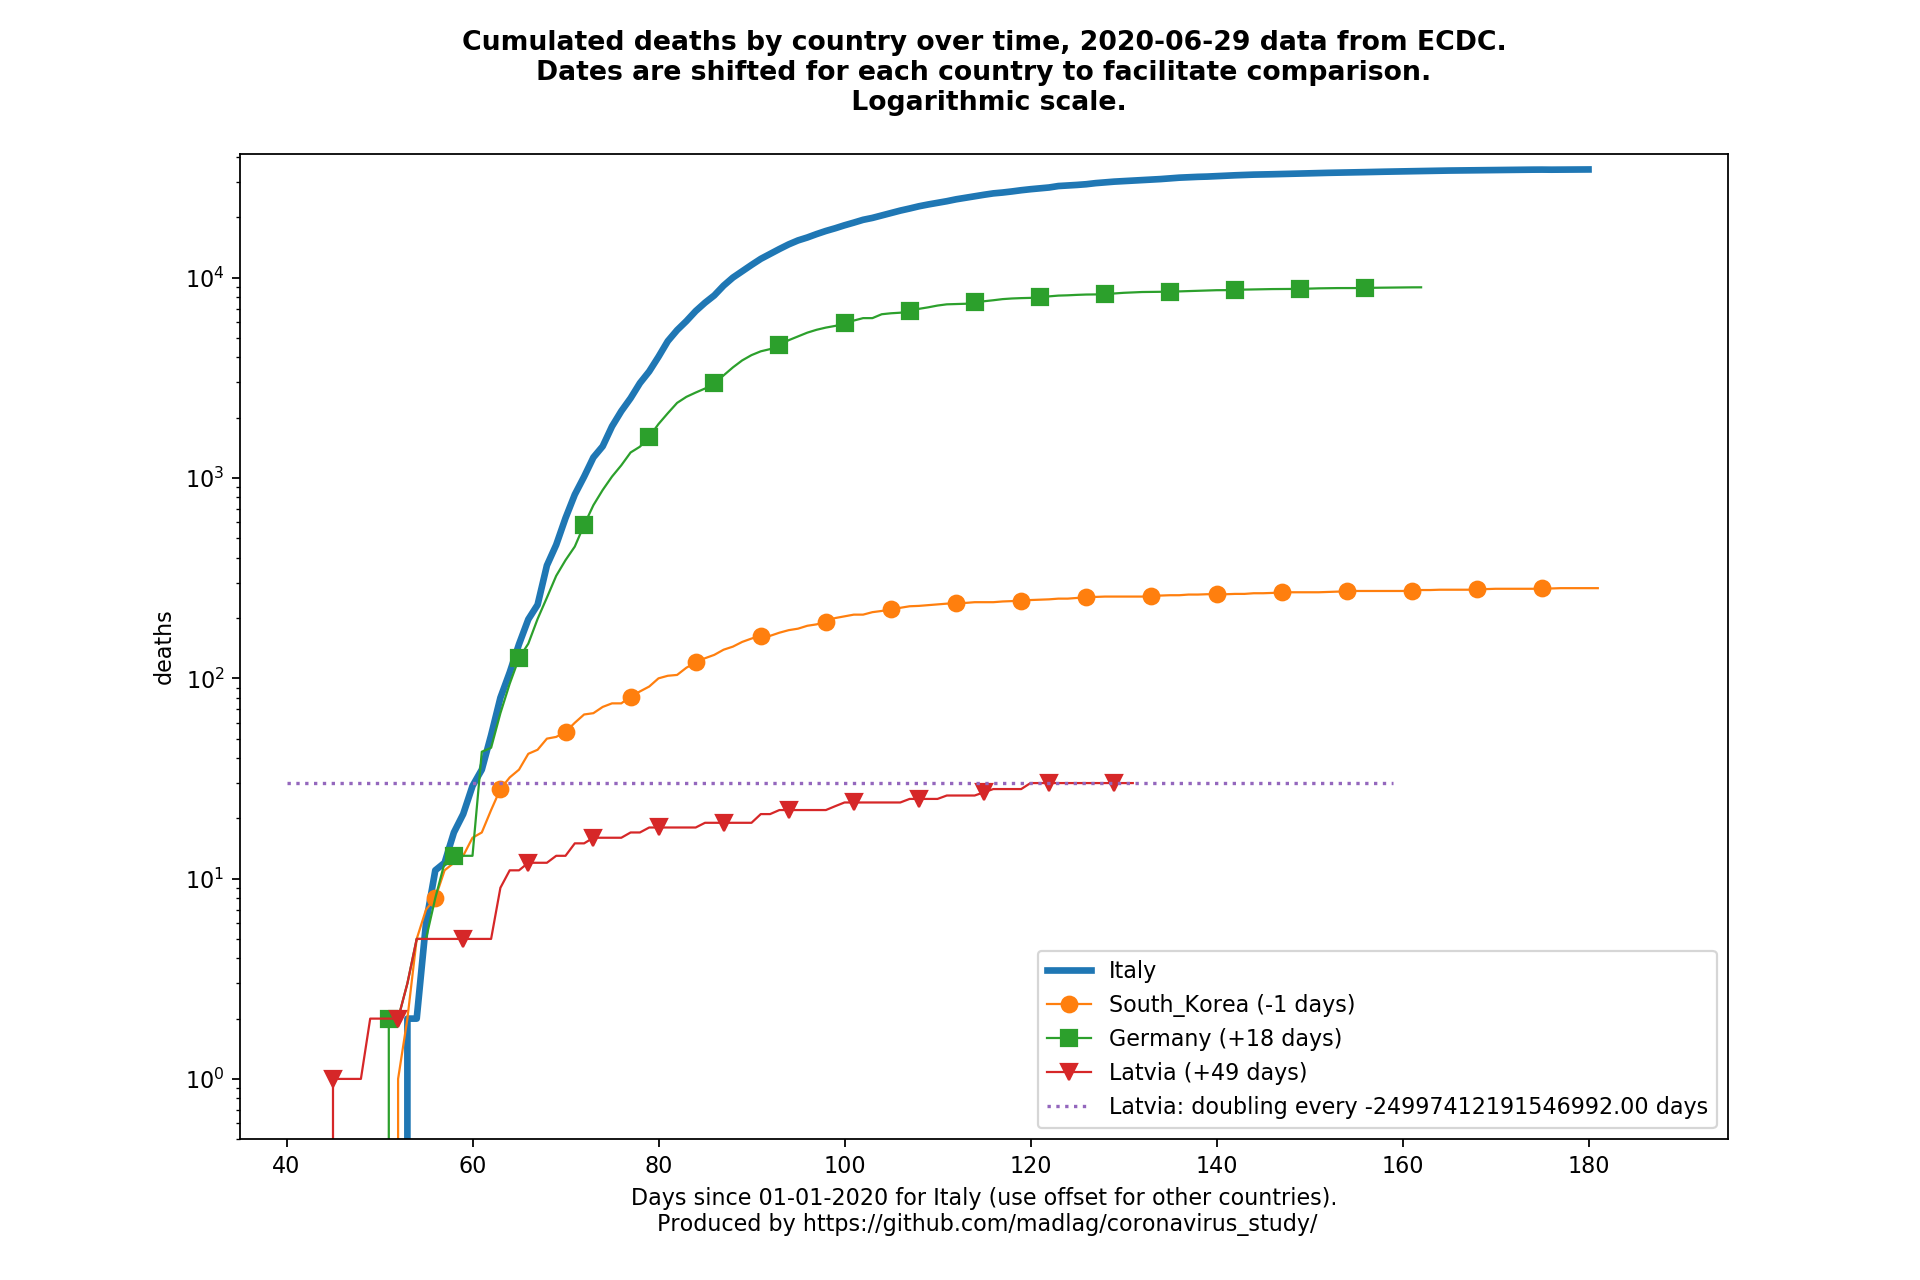 Cumulated deaths by country over time, 2020-06-29 data from ECDC.
Dates are shifted for each country to facilitate comparison.
Logarithmic scale.
deaths
10^4
10^3
10^2
10^1
10^0
Italy
South_Korea (-1 days)
Germany (+18 days)
Latvia (+49 days)
Latvia: doubling every -24997412191546992.00 days
40 60 80 100 120 140 160 180
Days since 01-01-2020 for Italy (use offset for other countries).
Produced by https://github.com/madlag/coronavirus_study/